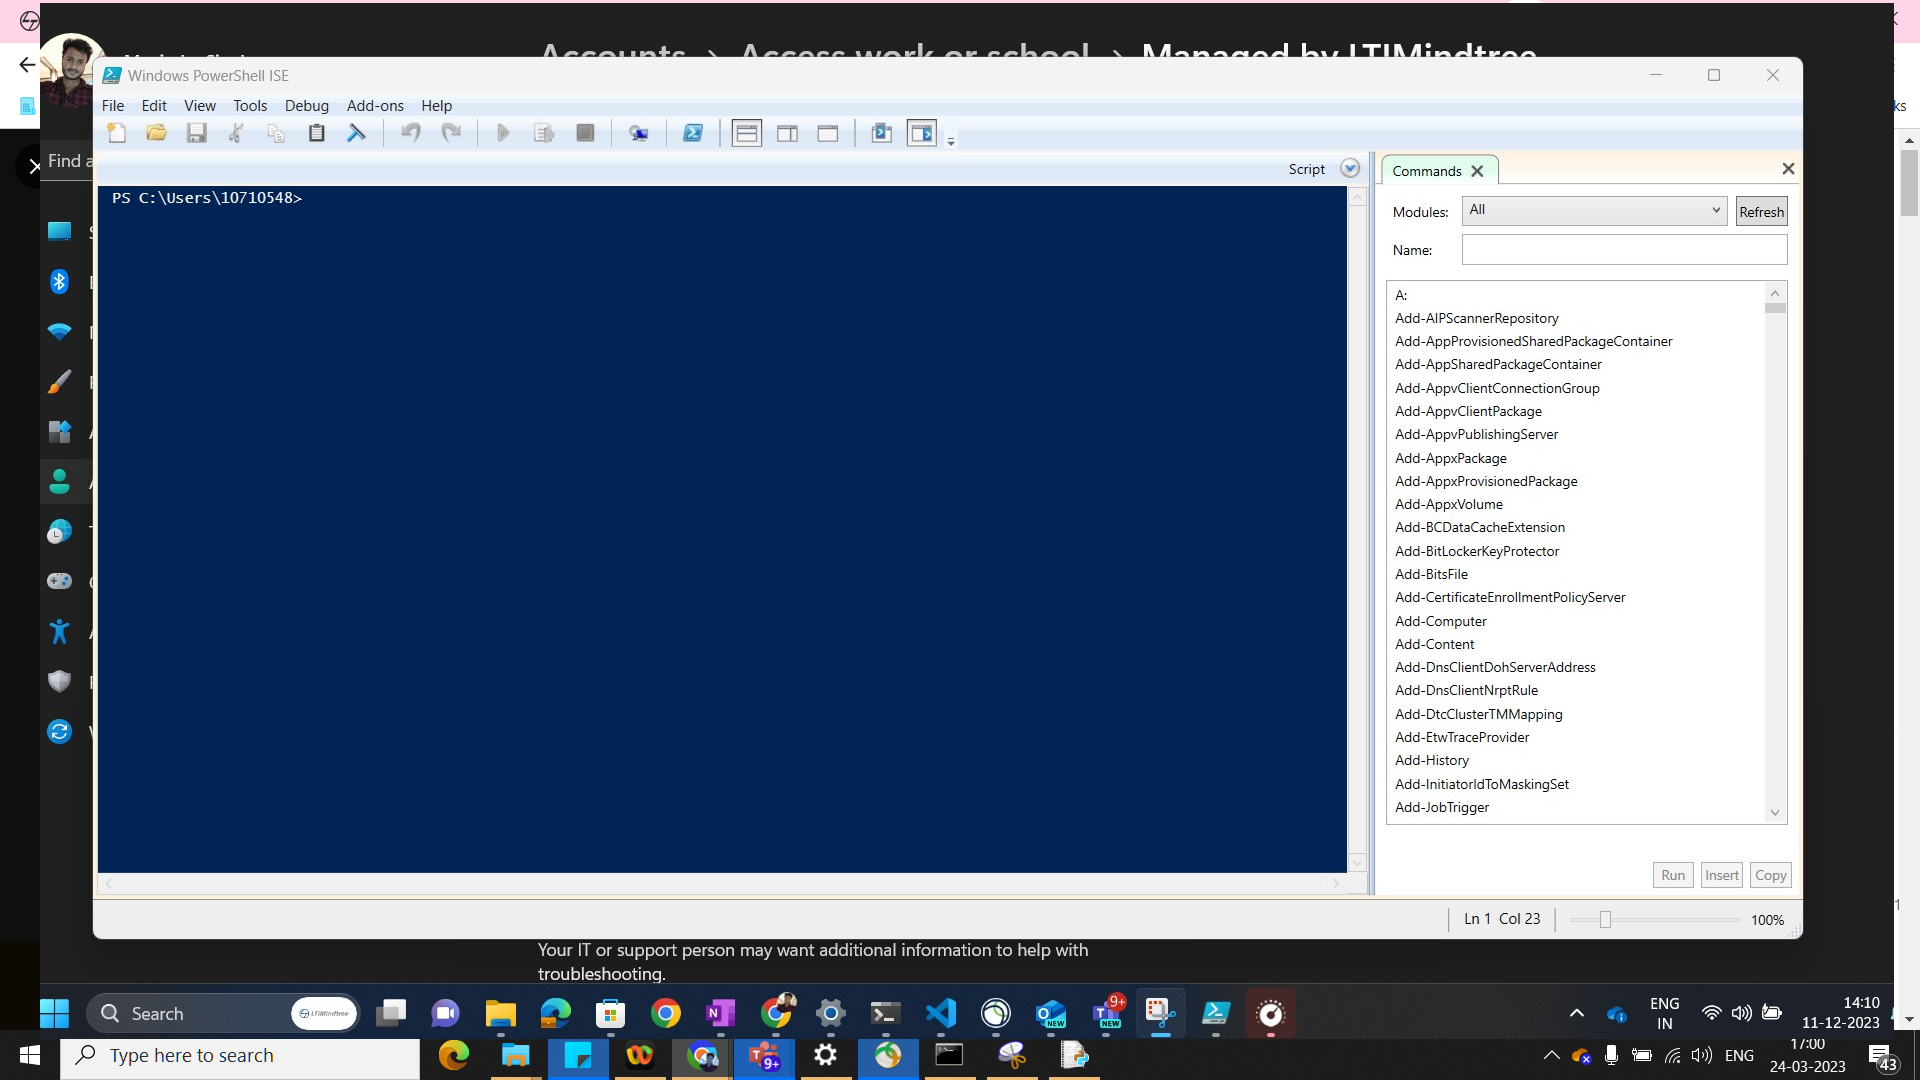 Accounts > Access work or school > Managed by LTIMindtree
Windows PowerShell ISE
File Edit View Tools Debug Add-ons Help
ks
Find a
Script
Commands
PS C:\Users\10710548>
Modules: All Refresh
Name:
A:
Add-AIPScannerRepository
Add-AppProvisionedSharedPackageContainer
Add-AppSharedPackageContainer
Add-AppvClientConnectionGroup
Add-AppvClientPackage
Add-AppvPublishingServer
Add-AppxPackage
Add-AppxProvisionedPackage
Add-AppxVolume
Add-BCDataCacheExtension
Add-BitLockerKeyProtector
Add-BitsFile
Add-CertificateEnrollmentPolicyServer
Add-Computer
Add-Content
Add-DnsClientDohServerAddress
Add-DnsClientNrptRule
Add-DtcClusterTMMapping
Add-EtwTraceProvider
Add-History
Add-InitiatorIdToMaskingSet
Add-JobTrigger
Run Insert Copy
Ln 1 Col 23 100%
Your IT or support person may want additional information to help with
troubleshooting.
Search LTIMindtree NEW NEW 9+ ENG IN 14:10
11-12-2023
Type here to search 9+ ENG 17:00
24-03-2023 43